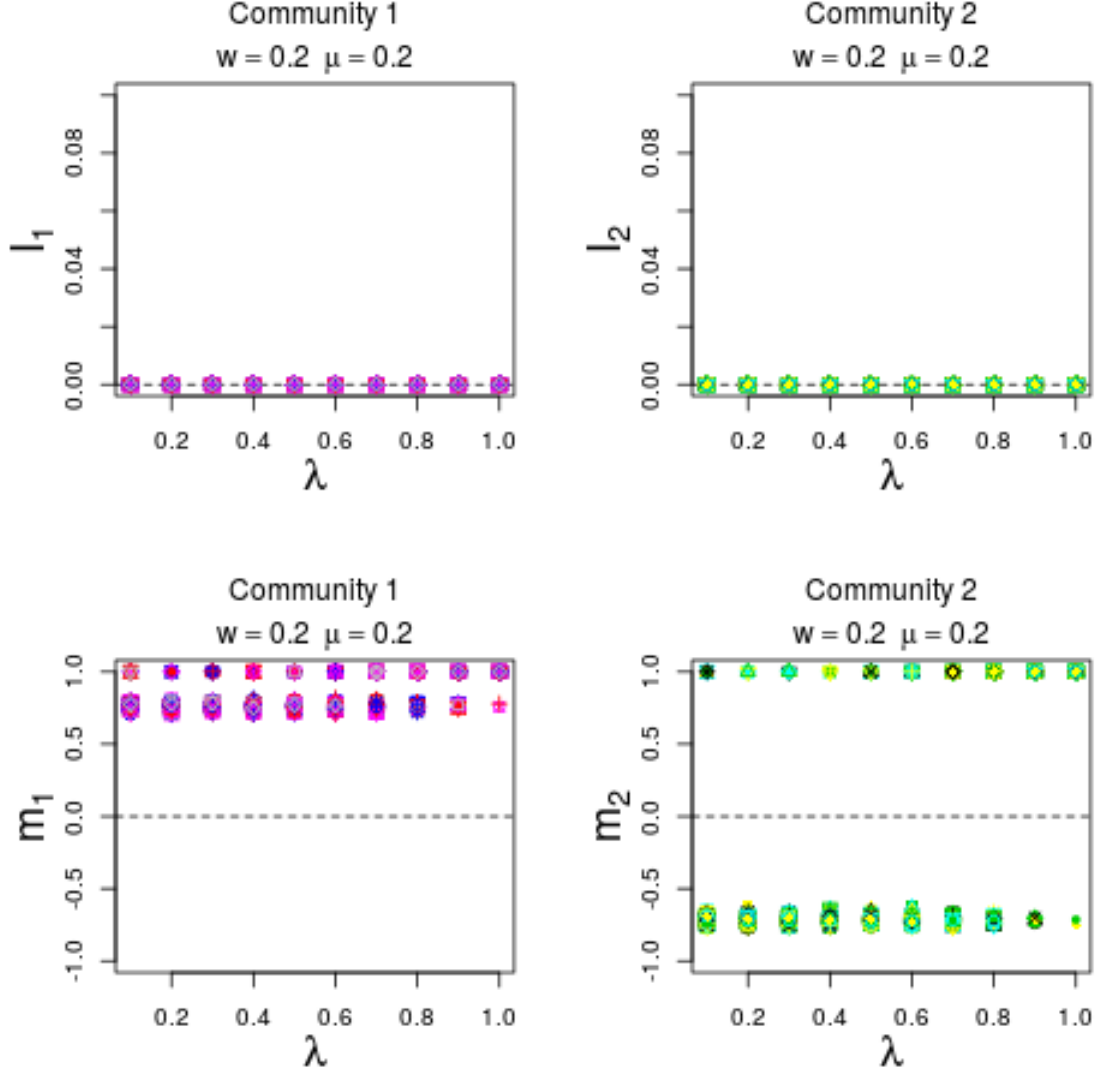 Community 1
w = 0.2 μ = 0.2
I1
0.00 0.04 0.08
0.2 0.4 0.6 0.8 1.0
λ
Community 2
w = 0.2 μ = 0.2
I2
0.00 0.04 0.08
0.2 0.4 0.6 0.8 1.0
λ
Community 1
w = 0.2 μ = 0.2
m1
-1.0 -0.5 0.0 0.5 1.0
0.2 0.4 0.6 0.8 1.0
λ
Community 2
w = 0.2 μ = 0.2
m2
-1.0 -0.5 0.0 0.5 1.0
0.2 0.4 0.6 0.8 1.0
λ